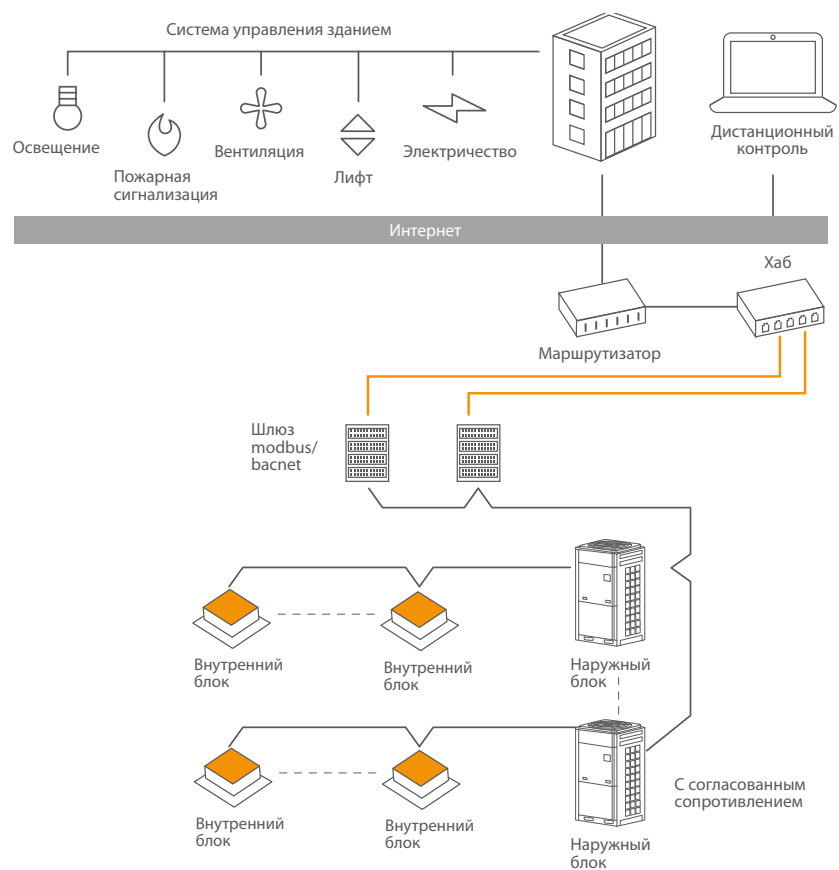 Система управления зданием
Освещение
Пожарная
сигнализация
Вентиляция
Лифт
Электричество
Дистанционный
контроль
Интернет
Хаб
Маршрутизатор
Шлюз
modbus/
bacnet
Внутренний
блок
Внутренний
блок
Наружный
блок
Внутренний
блок
Внутренний
блок
Наружный
блок
С согласованным
сопротивлением